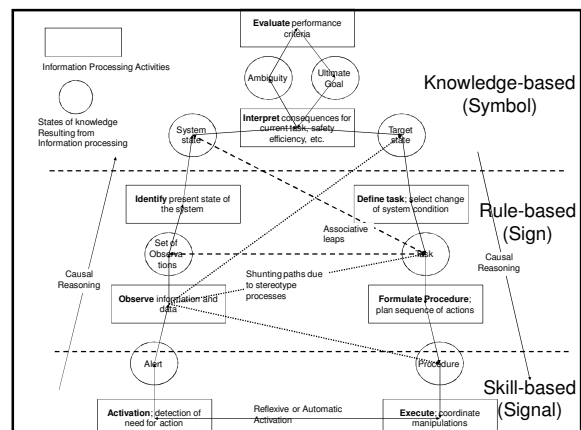 Evaluate performance
criteria
Information Processing Activities
Ambiguity
Ultimate
Goal
Knowledge-based
(Symbol)
States of knowledge
Resulting from
Information processing
System
state
Interpret consequences for
current task, safety
efficiency, etc.
Target
state
Identify present state of
the system
Define task; select change
of system condition
Rule-based
(Sign)
Associative
leaps
Set of
Observa
tions
Task
Causal
Reasoning
Shunting paths due
to stereotype
processes
Causal
Reasoning
Observe information and
data
Formulate Procedure;
plan sequence of actions
Alert
Procedure
Skill-based
(Signal)
Activation; detection of
need for action
Reflexive or Automatic
Activation
Execute; coordinate
manipulations